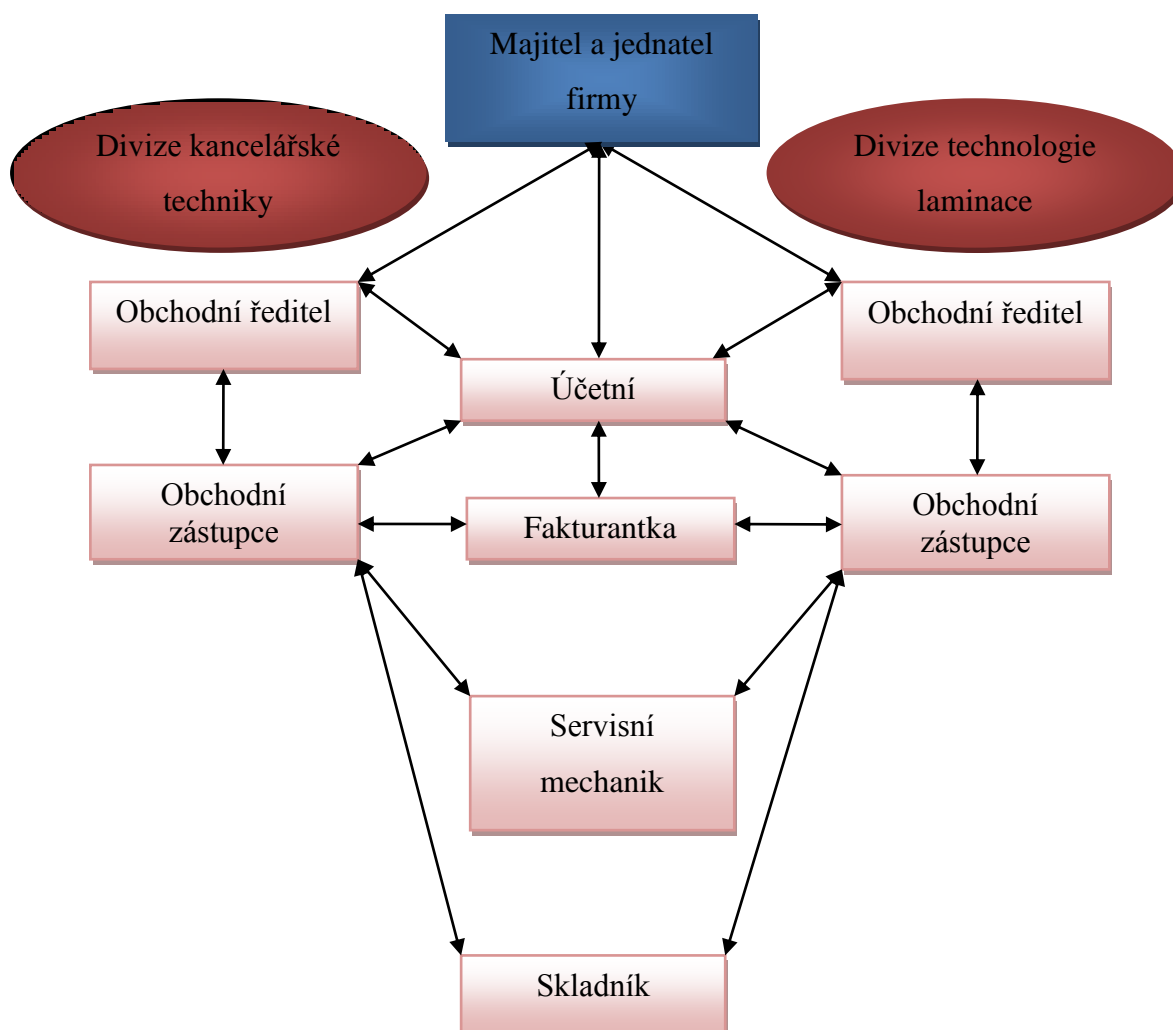 Majitel a jednatel
firmy
Divize kancelářské
techniky
Divize technologie
laminace
Obchodní ředitel
Obchodní ředitel
Účetní
Obchodní
zástupce
Fakturantka
Obchodní
zástupce
Servisní
mechanik
Skladník